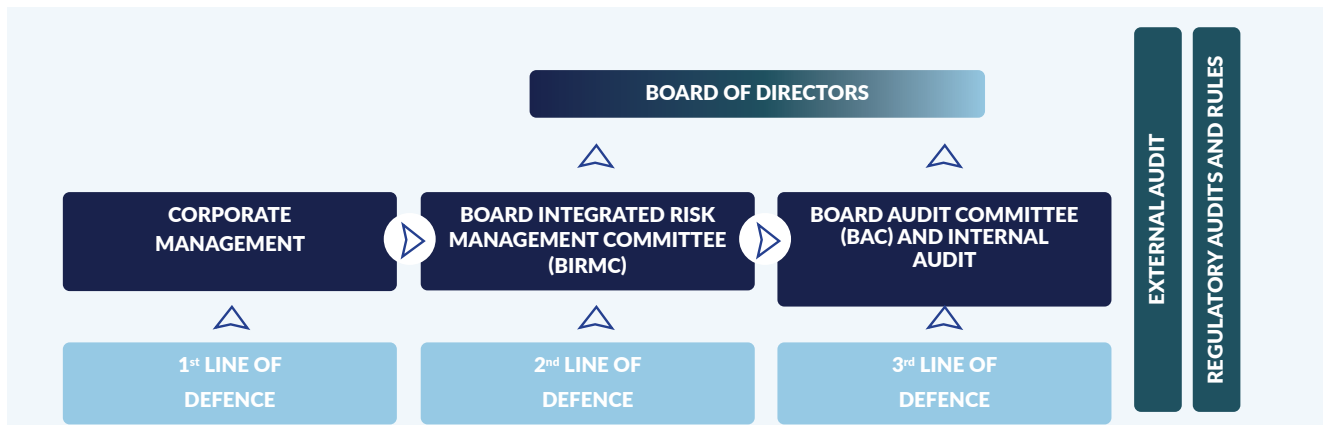 BOARD OF DIRECTORS
CORPORATE
MANAGEMENT
BOARD INTEGRATED RISK
MANAGEMENT COMMITTEE
(BIRMC)
BOARD AUDIT COMMITTEE
(BAC) AND INTERNAL
AUDIT
1st LINE OF
DEFENCE
2nd LINE OF
DEFENCE
3rd LINE OF
DEFENCE
EXTERNAL AUDIT
REGULATORY AUDITS AND RULES